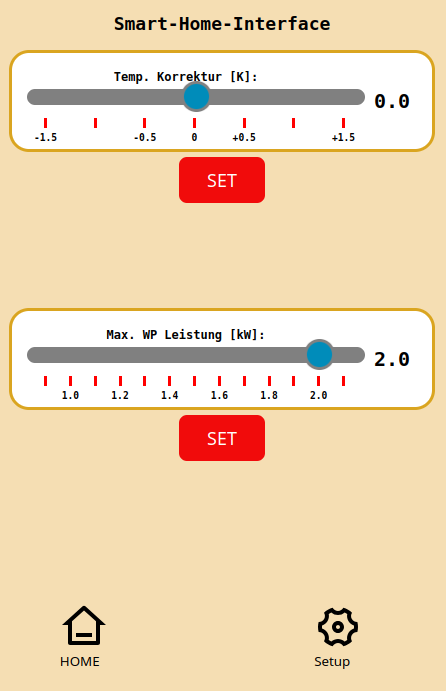 Smart-Home-Interface
Temp. Korrektur [K]:
0.0
-1.5 -0.5 0 +0.5 +1.5
SET
Max. WP Leistung [kW]:
2.0
1.0 1.2 1.4 1.6 1.8 2.0
SET
HOME Setup